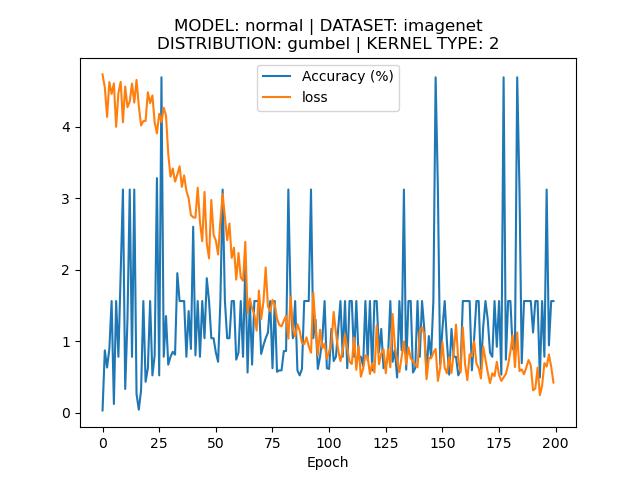 MODEL: normal | DATASET: imagenet
DISTRIBUTION: gumbel | KERNEL TYPE: 2
Accuracy (%)
loss
4
3
2
1
0
0 25 50 75 100 125 150 175 200
Epoch